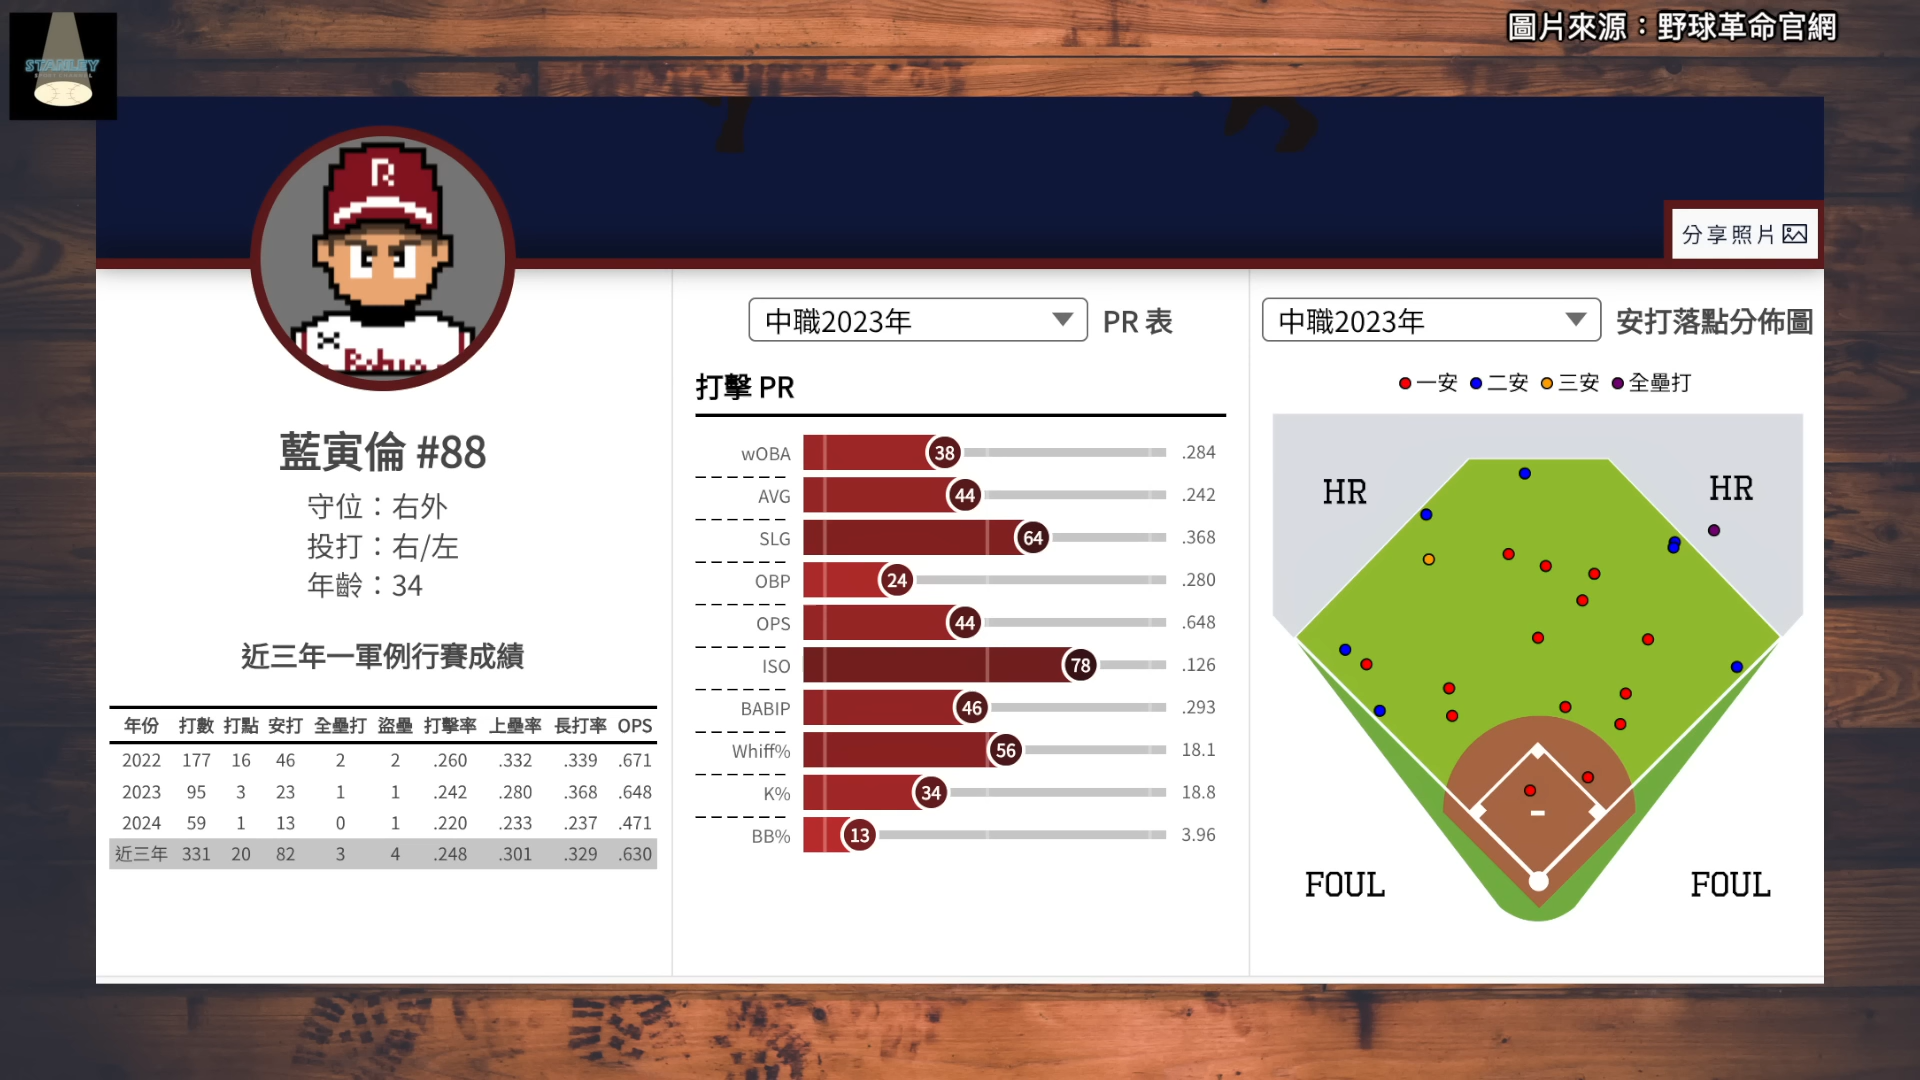 圖片來源：野球革命官網
STANLEY
R
分享照片
藍寅倫 #88
守位：右外
投打：右/左
年齡：34
近三年一軍例行賽成績
年份 打數 打點 安打 全壘打 盜壘 打擊率 上壘率 長打率 OPS
2022 177 16 46 2 2 .260 .332 .339 .671
2023 95 3 23 1 1 .242 .280 .368 .648
2024 59 1 13 0 1 .220 .233 .237 .471
近三年 331 20 82 3 4 .248 .301 .329 .630
中職2023年 PR 表
打擊 PR
wOBA 38 .284
AVG 44 .242
SLG 64 .368
OBP 24 .280
OPS 44 .648
ISO 78 .126
BABIP 46 .293
Whiff% 56 18.1
K% 34 18.8
BB% 13 3.96
中職2023年 安打落點分佈圖
一安 二安 三安 全壘打
HR HR
FOUL FOUL